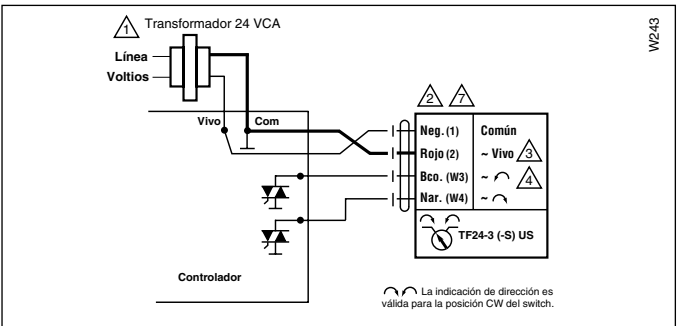 1 Transformador 24 VCA
Línea
Voltios
W243
Vivo Com
2 7
Neg. (1) Común
Rojo (2) ~ Vivo 3
Bco. (W3) ~ 4
Nar. (W4) ~
TF24-3 (-S) US
Controlador
La indicación de dirección es
válida para la posición CW del switch.